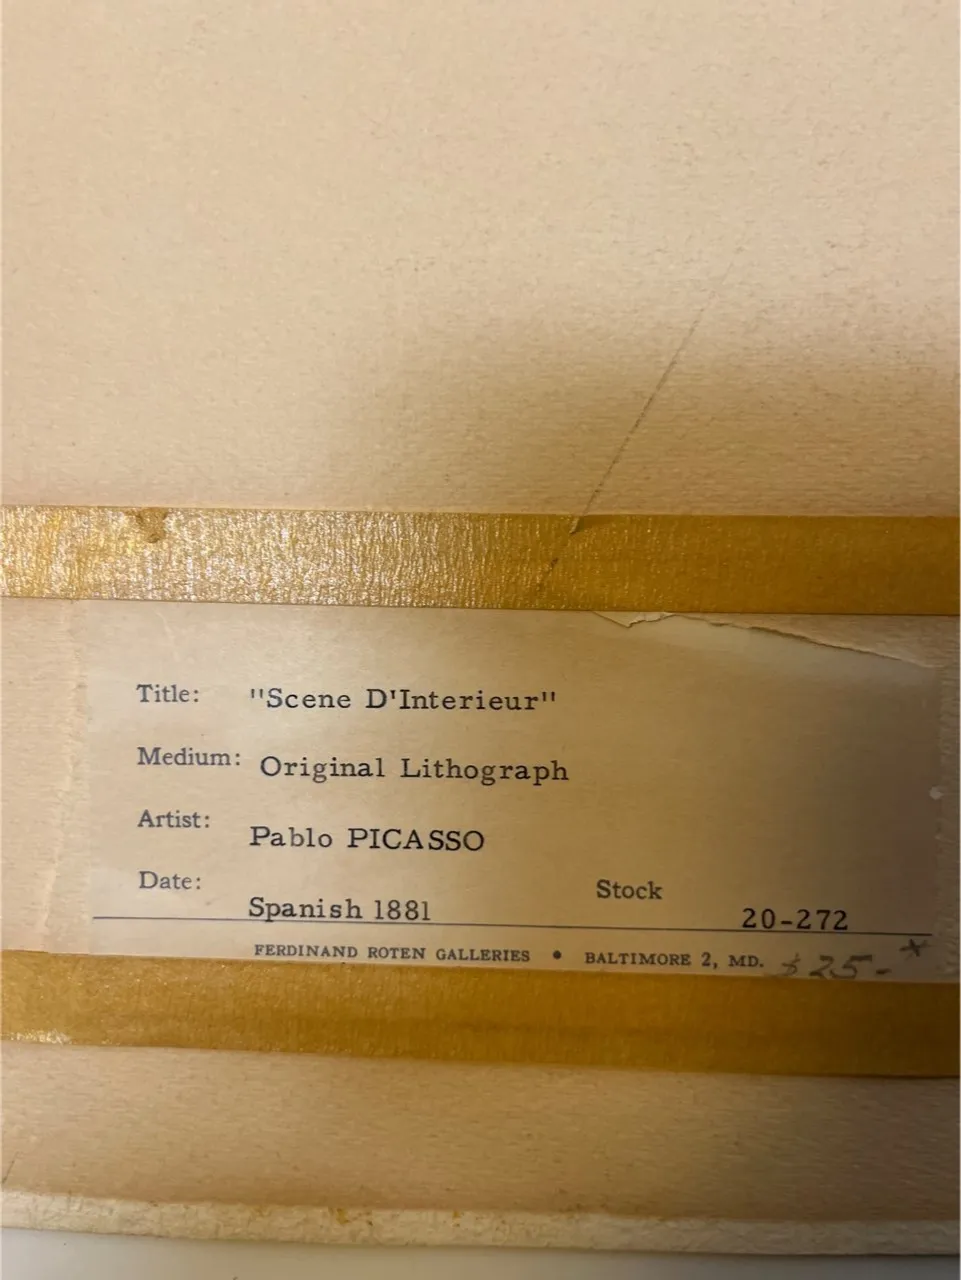 Title: "Scene D'Interieur"
Medium: Original Lithograph
Artist: Pablo PICASSO
Date: Spanish 1881 Stock 20-272
FERDINAND ROTEN GALLERIES • BALTIMORE 2, MD. $25- *